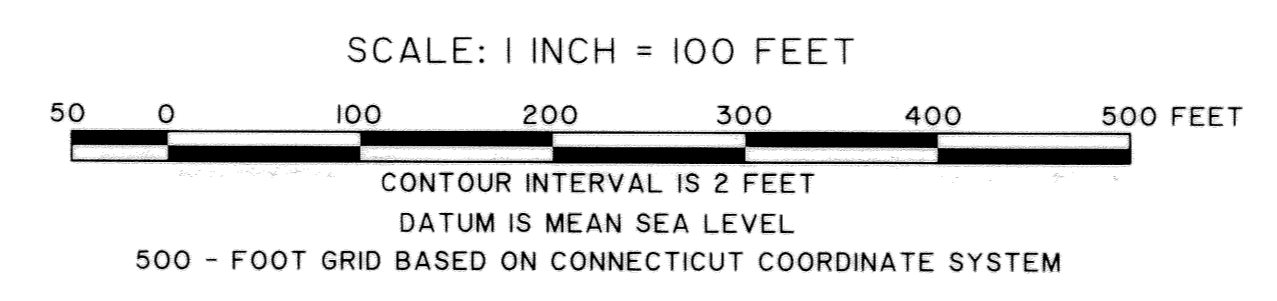 SCALE: 1 INCH = 100 FEET
50 0 100 200 300 400 500 FEET
CONTOUR INTERVAL IS 2 FEET
DATUM IS MEAN SEA LEVEL
500 - FOOT GRID BASED ON CONNECTICUT COORDINATE SYSTEM